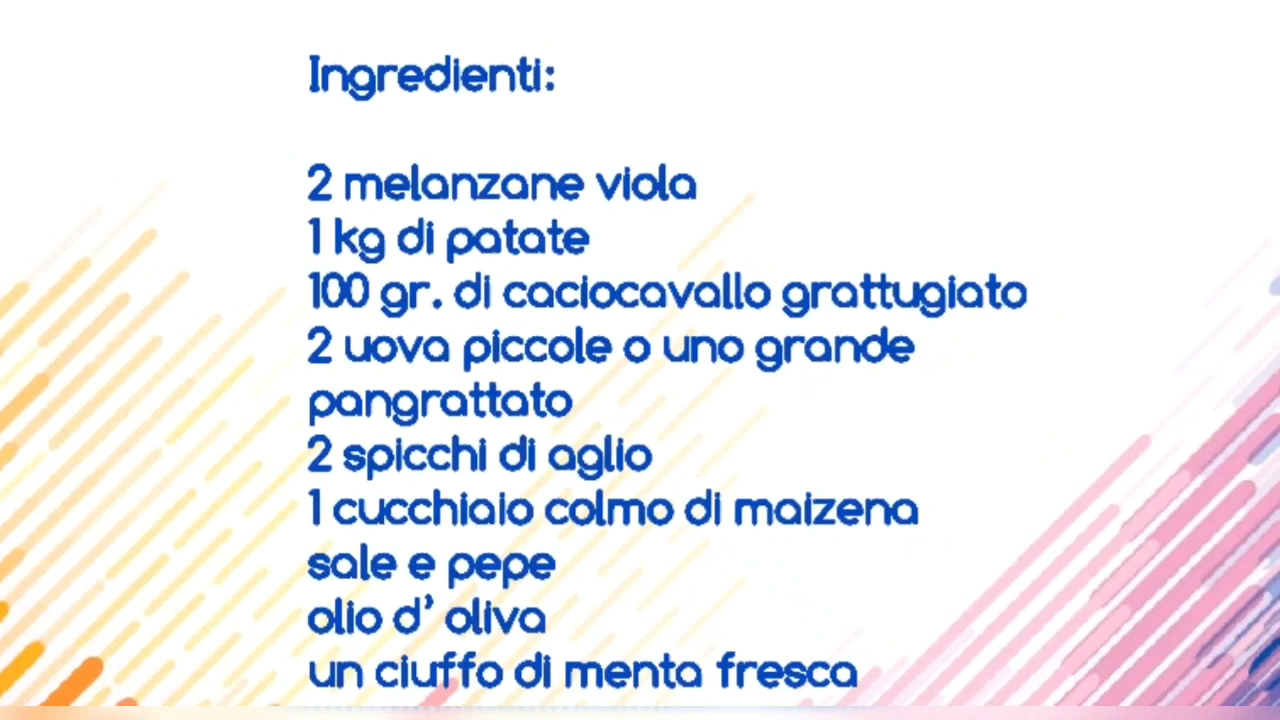 Ingredienti:
2 melanzane viola
1 kg di patate
100 gr. di caciocavallo grattugiato
2 uova piccole o uno grande
pangrattato
2 spicchi di aglio
1 cucchiaio colmo di maizena
sale e pepe
olio d' oliva
un ciuffo di menta fresca